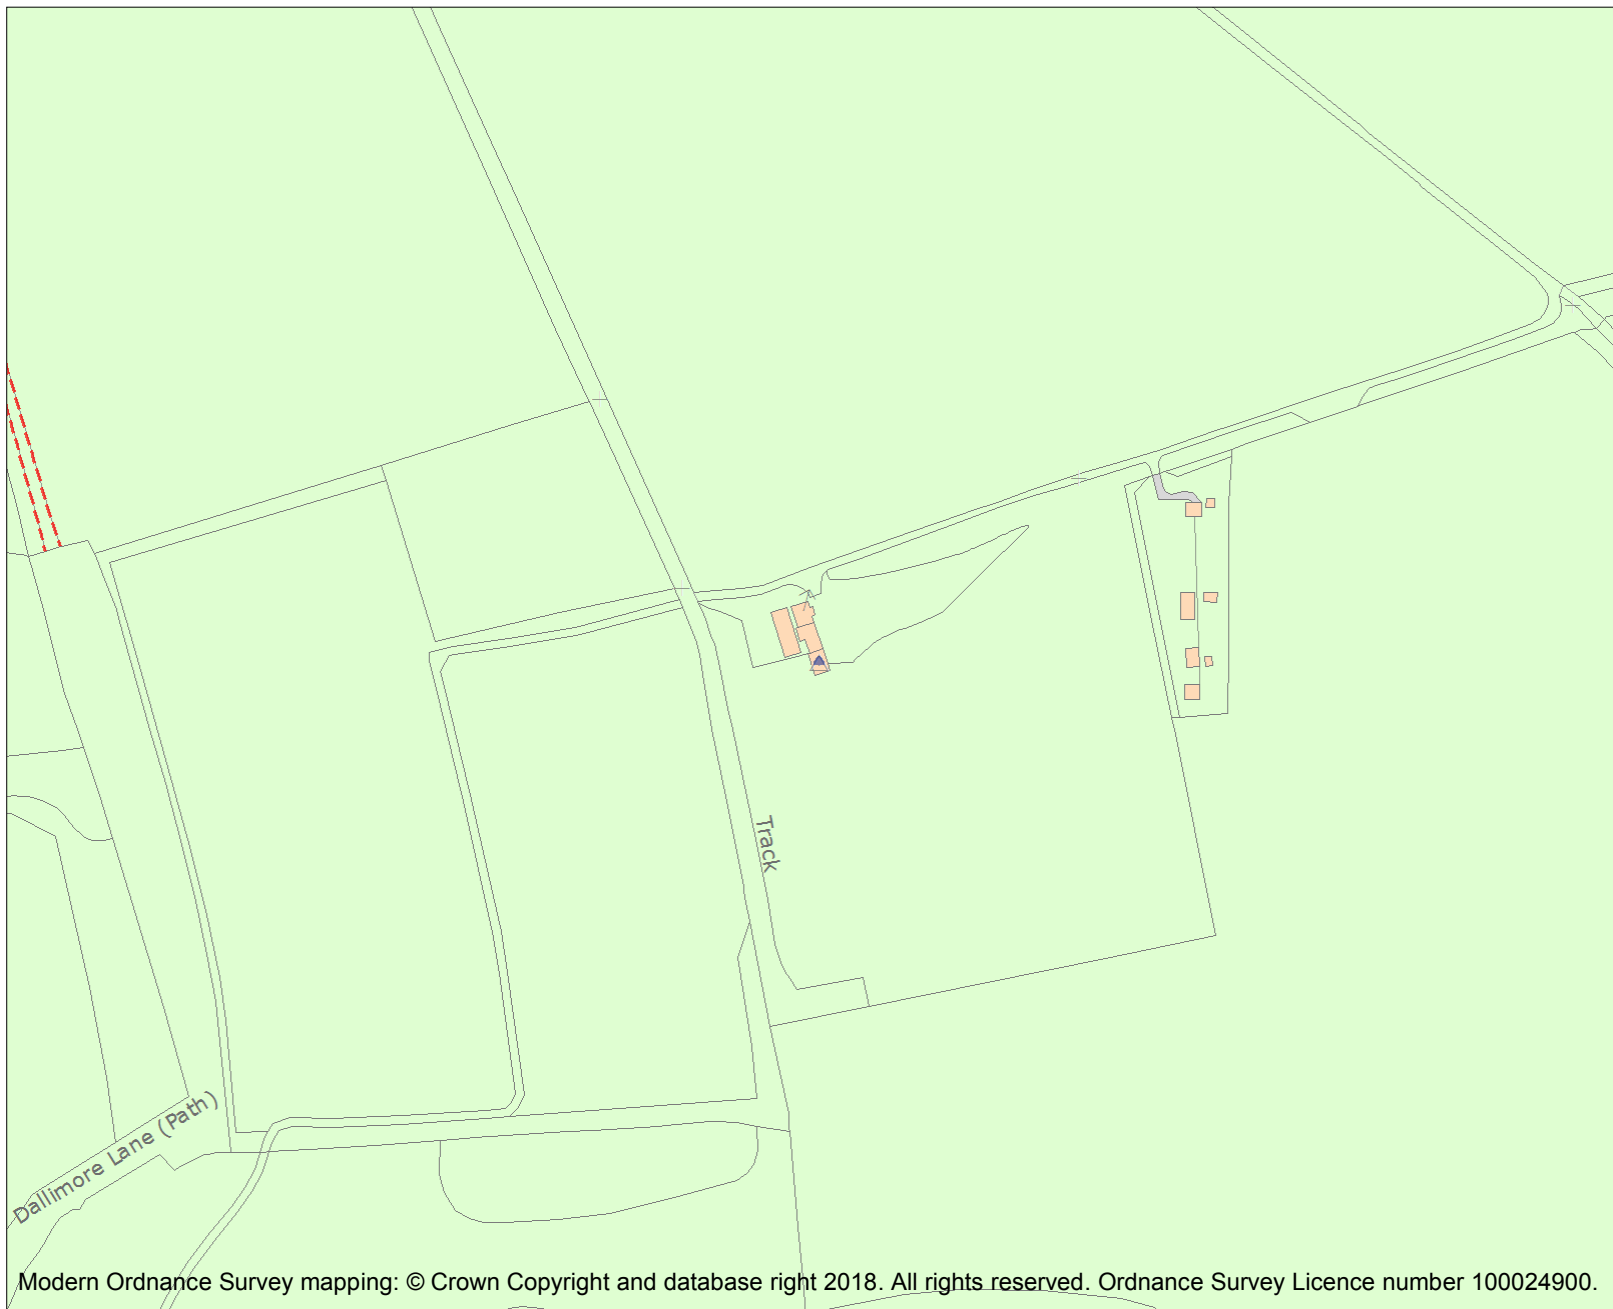 Track
Dallimore Lane (Path)
Modern Ordnance Survey mapping: © Crown Copyright and database right 2018. All rights reserved. Ordnance Survey Licence number 100024900.